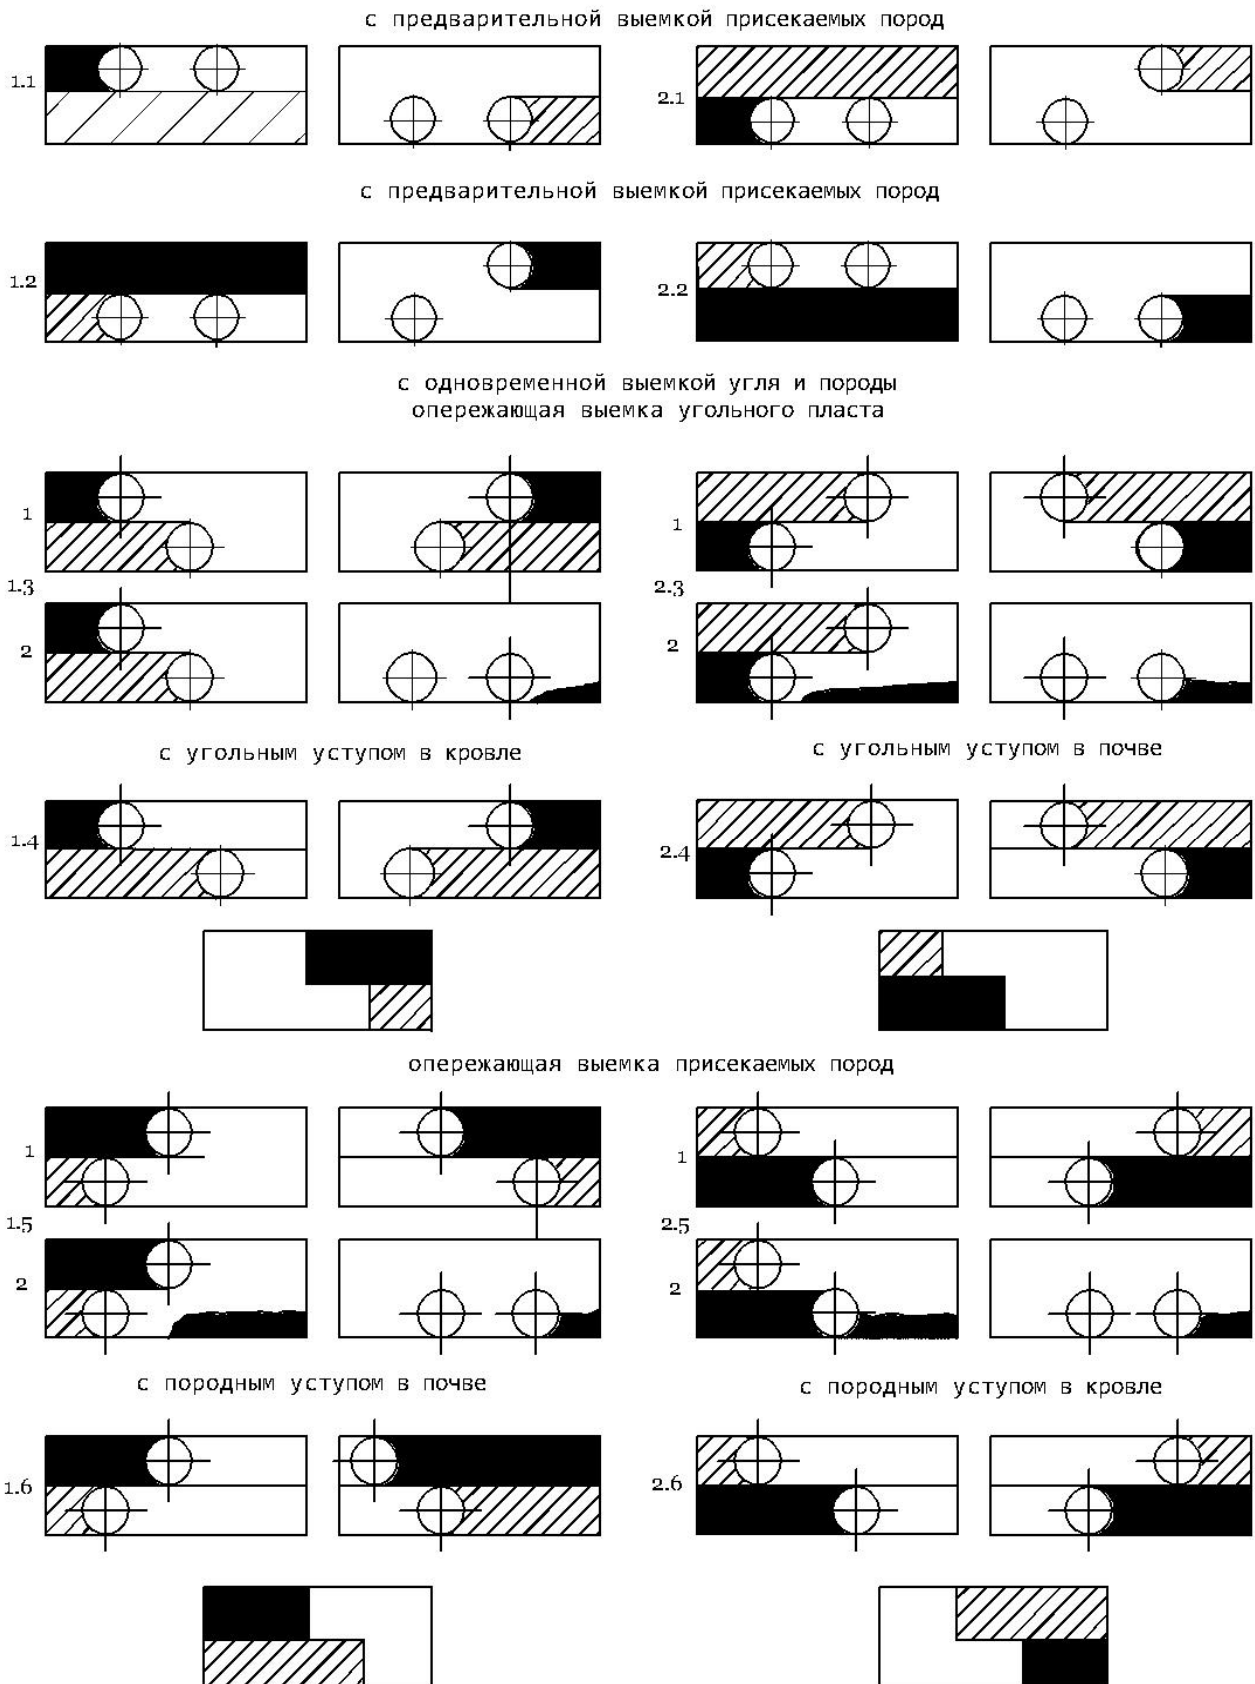 с предварительной выемкой присекаемых пород
1.1
2.1
с предварительной выемкой присекаемых пород
1.2
2.2
с одновременной выемкой угля и породы
опережающая выемка угольного пласта
1
1
1.3
2.3
2
2
с угольным уступом в кровле
с угольным уступом в почве
1.4
2.4
опережающая выемка присекаемых пород
1
1
1.5
2.5
2
2
с породным уступом в почве
с породным уступом в кровле
1.6
2.6